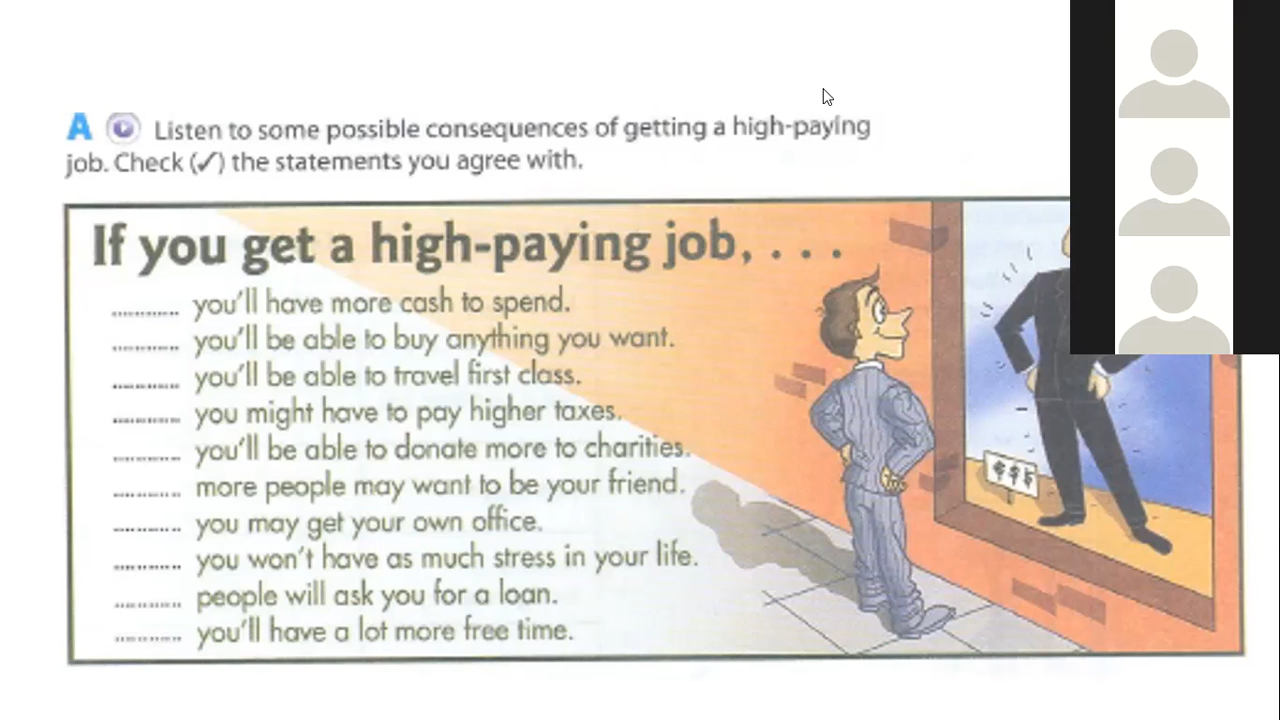 A Listen to some possible consequences of getting a high-paying
job. Check (✓) the statements you agree with.
If you get a high-paying job, . . . .
............ you'll have more cash to spend.
............ you'll be able to buy anything you want.
............ you'll be able to travel first class.
............ you might have to pay higher taxes.
............ you'll be able to donate more to charities.
............ more people may want to be your friend.
............ you may get your own office.
............ you won't have as much stress in your life.
............ people will ask you for a loan.
............ you'll have a lot more free time.
$$$